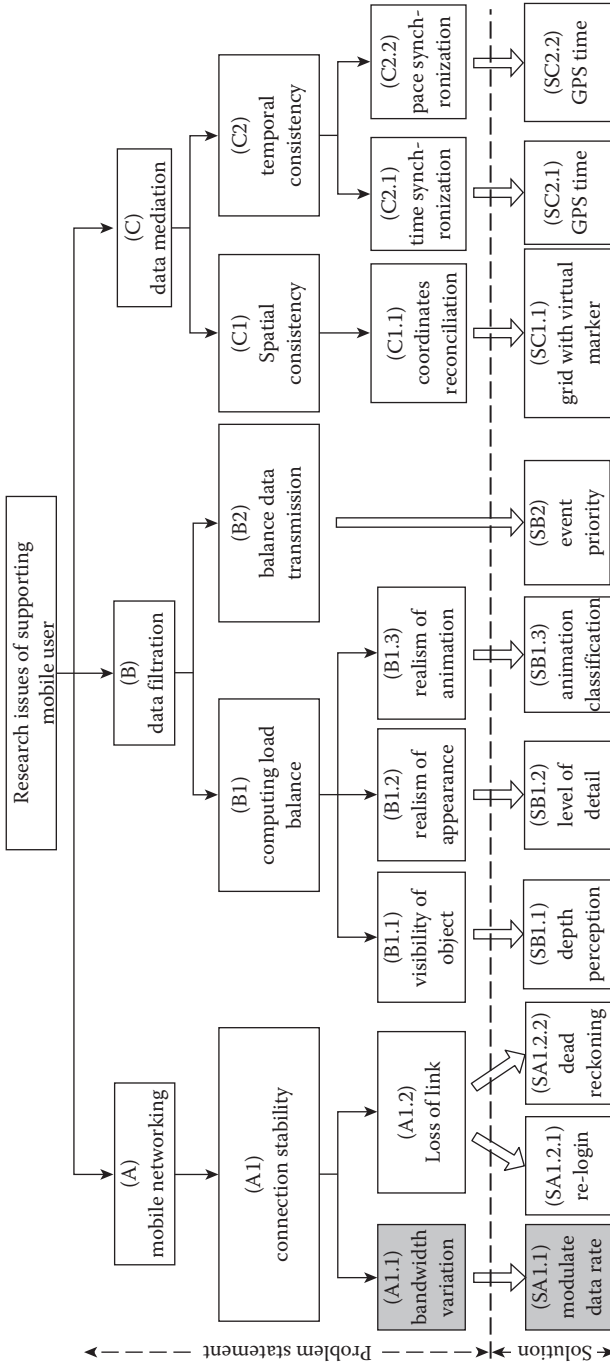 Research issues of supporting
mobile user
(A)
mobile networking
(B)
data filtration
(C)
data mediation
(A1)
connection stability
(B1)
computing load
balance
(B2)
balance data
transmission
(C1)
Spatial
consistency
(C2)
temporal
consistency
(A1.1)
bandwidth
variation
(A1.2)
Loss of link
(B1.1)
visibility of
object
(B1.2)
realism of
appearance
(B1.3)
realism of
animation
(C1.1)
coordinates
reconciliation
(C2.1)
time synch-
ronization
(C2.2)
pace synch-
ronization
(SA1.1)
modulate
data rate
(SA1.2.1)
re-login
(SA1.2.2)
dead
reckoning
(SB1.1)
depth
perception
(SB1.2)
level of
detail
(SB1.3)
animation
classification
(SB2)
event
priority
(SC1.1)
grid with virtual
marker
(SC2.1)
GPS time
(SC2.2)
GPS time
Problem statement
Solution